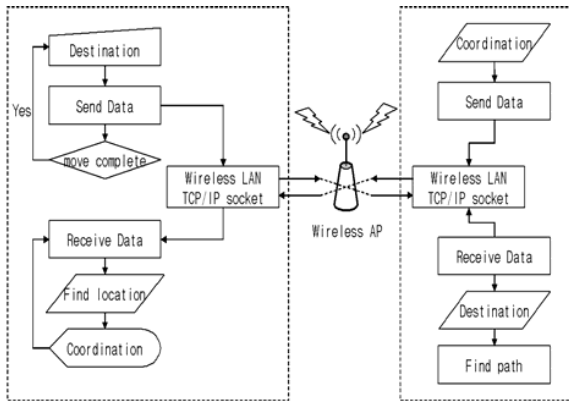 Destination
Yes
Send Data
move complete
Wireless LAN
TCP/IP socket
Receive Data
Find location
Coordination
Wireless AP
Coordination
Send Data
Wireless LAN
TCP/IP socket
Receive Data
Destination
Find path